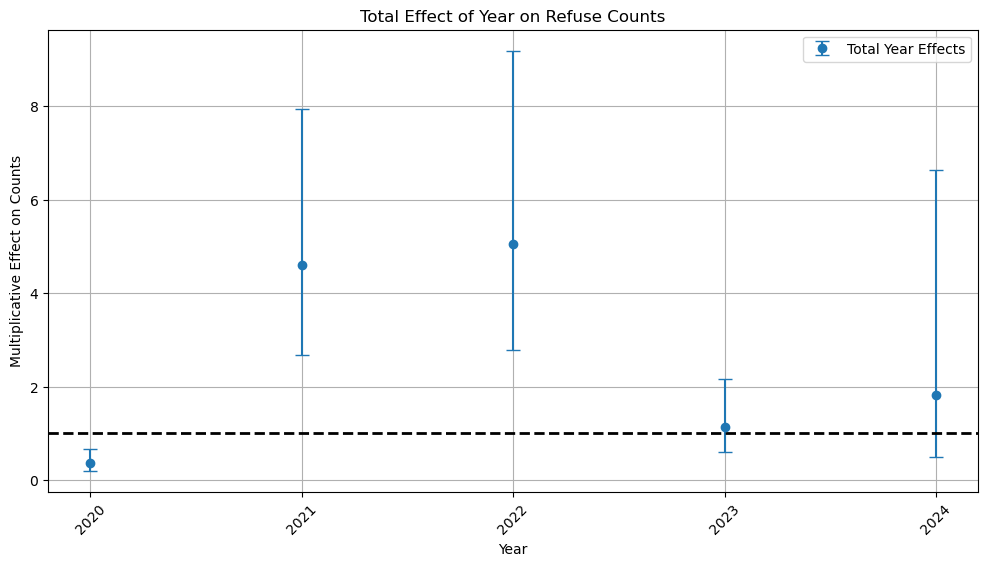 Total Effect of Year on Refuse Counts
Total Year Effects
Multiplicative Effect on Counts
8
6
4
2
0
2020
2021
2022
2023
2024
Year